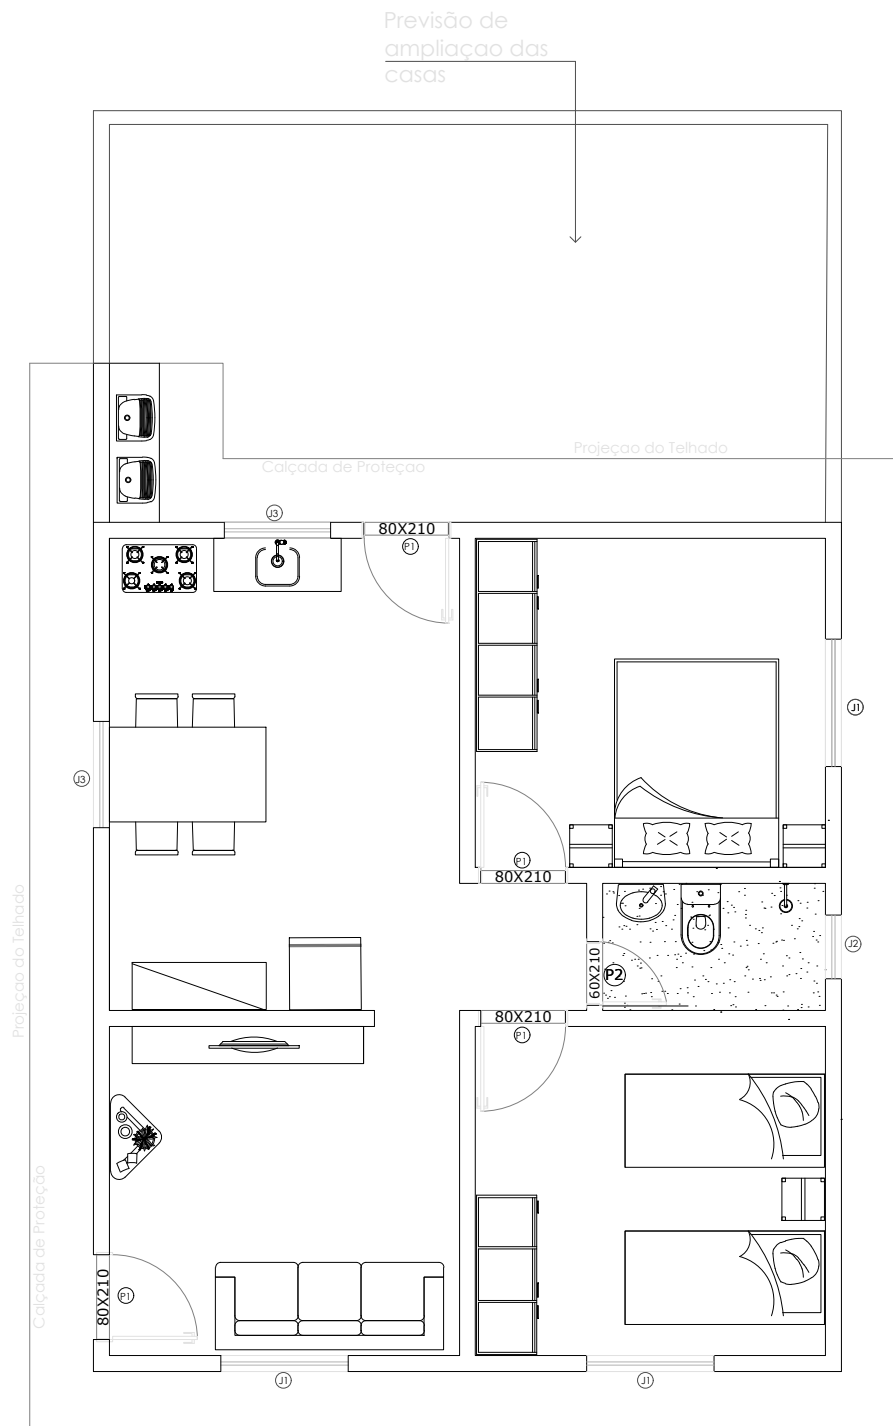 Previsão de
ampliaçao das
casas
Projeçao do Telhado
Calçada de Proteçao
J3
80X210
P1
J1
J3
P1
80X210
J2
60X210
P2
Projeçao do Telhado
80X210
P1
Calçada de Proteção
80X210
P1
J1
J1